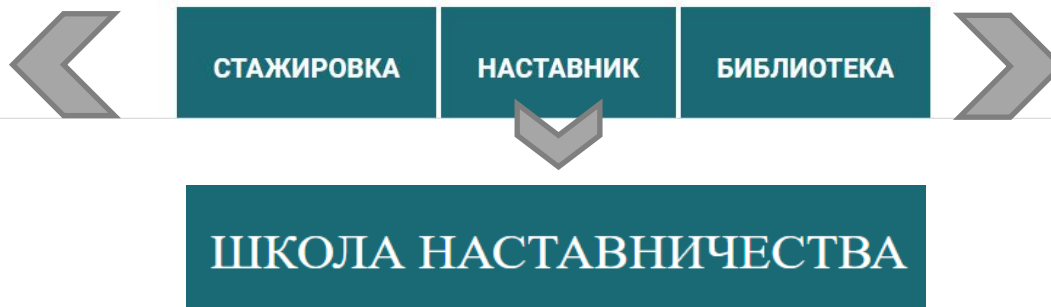 СТАЖИРОВКА НАСТАВНИК БИБЛИОТЕКА
ШКОЛА НАСТАВНИЧЕСТВА